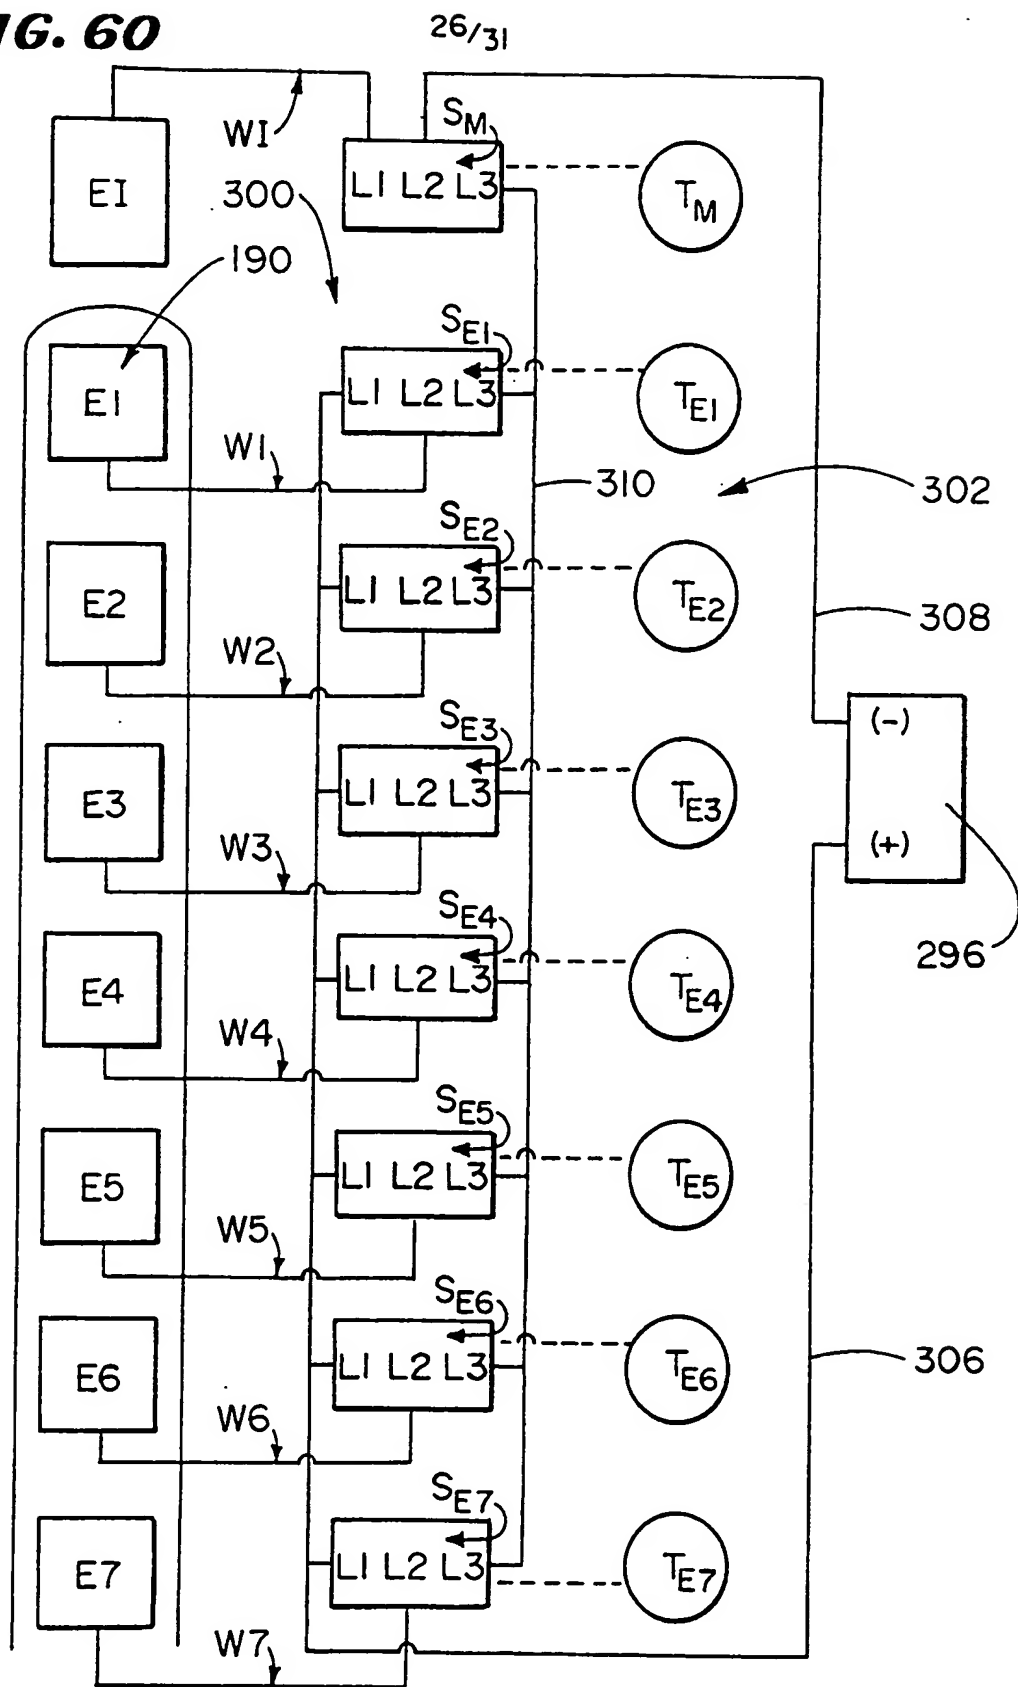 IG. 60
26/31
WI
SM
EI
300
L1 L2 L3
TM
190
SE1
E1
L1 L2 L3
TE1
W1
310
302
SE2
E2
L1 L2 L3
TE2
308
W2
SE3
(-)
E3
L1 L2 L3
TE3
W3
(+)
SE4
296
E4
L1 L2 L3
TE4
W4
SE5
E5
L1 L2 L3
TE5
W5
SE6
E6
L1 L2 L3
TE6
306
W6
SE7
E7
L1 L2 L3
TE7
W7